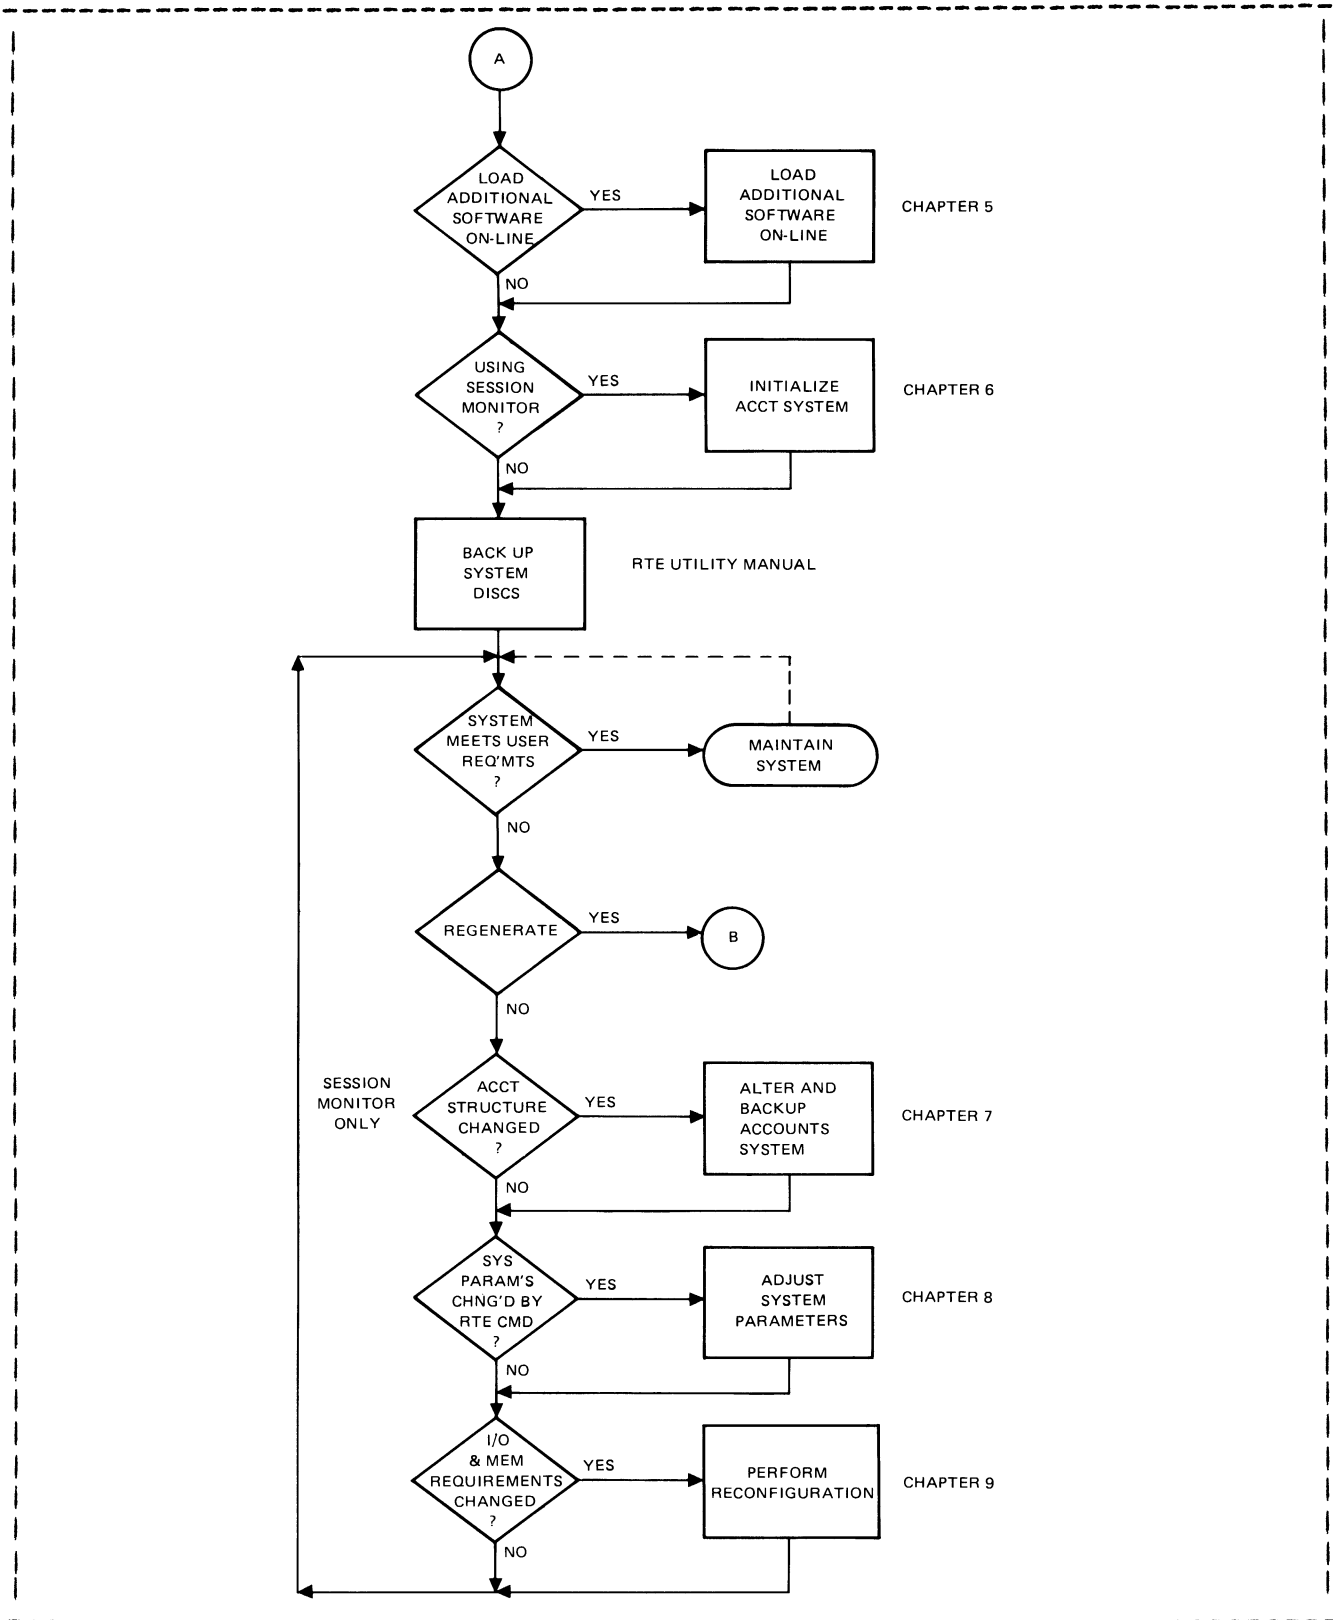 A
LOAD
ADDITIONAL
SOFTWARE
ON-LINE
YES
LOAD
ADDITIONAL
SOFTWARE
ON-LINE
CHAPTER 5
NO
USING
SESSION
MONITOR
?
YES
INITIALIZE
ACCT SYSTEM
CHAPTER 6
NO
BACK UP
SYSTEM
DISCS
RTE UTILITY MANUAL
SYSTEM
MEETS USER
REQ'MTS
?
YES
MAINTAIN
SYSTEM
NO
REGENERATE
YES
B
NO
SESSION
MONITOR
ONLY
ACCT
STRUCTURE
CHANGED
?
YES
ALTER AND
BACKUP
ACCOUNTS
SYSTEM
CHAPTER 7
NO
SYS
PARAM'S
CHNG'D BY
RTE CMD
?
YES
ADJUST
SYSTEM
PARAMETERS
CHAPTER 8
NO
I/O
& MEM
REQUIREMENTS
CHANGED
?
YES
PERFORM
RECONFIGURATION
CHAPTER 9
NO